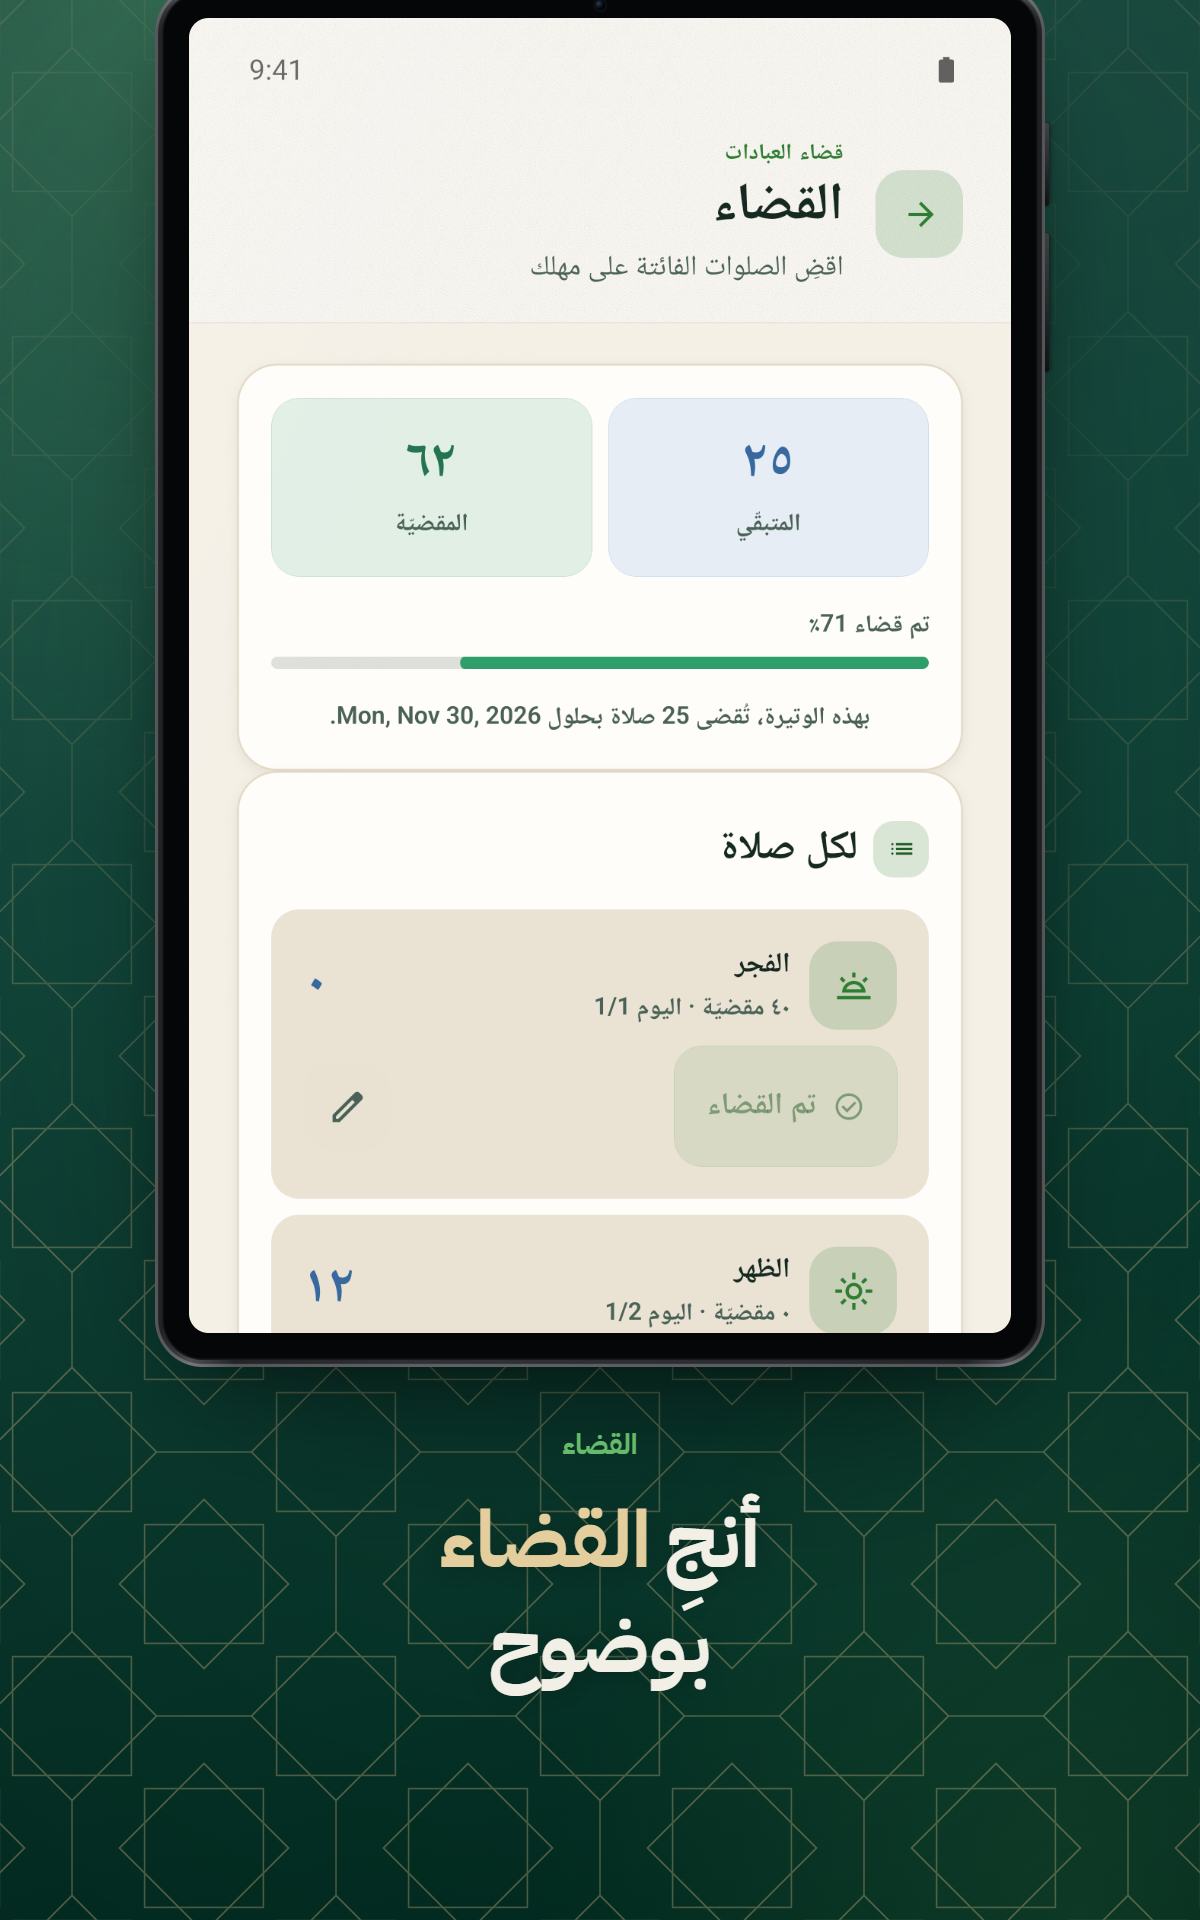 9:41
قضاء العبادات
القضاء
اقضِ الصلوات الفائتة على مهلك
٢٥
المتبقّي
٦٢
المقضيّة
تم قضاء 71٪
بهذه الوتيرة، تُقضى 25 صلاة بحلول Mon, Nov 30, 2026.
لكل صلاة
الفجر
٤٠ مقضيّة · اليوم 1/1
٠
تم القضاء
الظهر
٠ مقضيّة · اليوم 1/2
١٢
القضاء
أنجِ القضاء
بوضوح